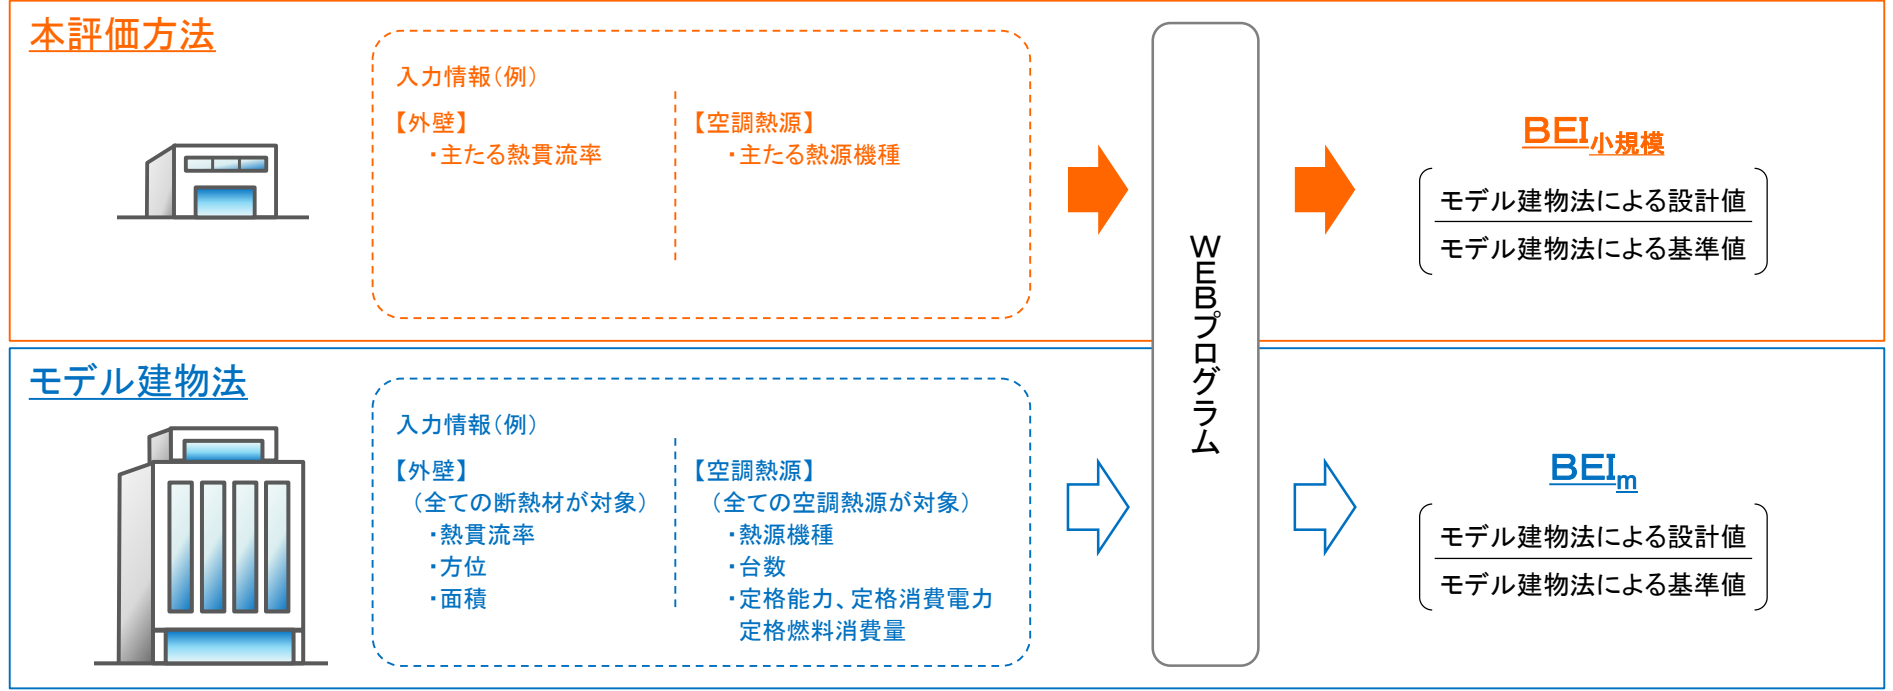 本評価方法
入力情報（例）
【外壁】
・主たる熱貫流率
【空調熱源】
・主たる熱源機種
BEI小規模
モデル建物法による設計値
モデル建物法による基準値
WEBプログラム
モデル建物法
入力情報（例）
【外壁】
（全ての断熱材が対象）
・熱貫流率
・方位
・面積
【空調熱源】
（全ての空調熱源が対象）
・熱源機種
・台数
・定格能力、定格消費電力
定格燃料消費量
BEIm
モデル建物法による設計値
モデル建物法による基準値